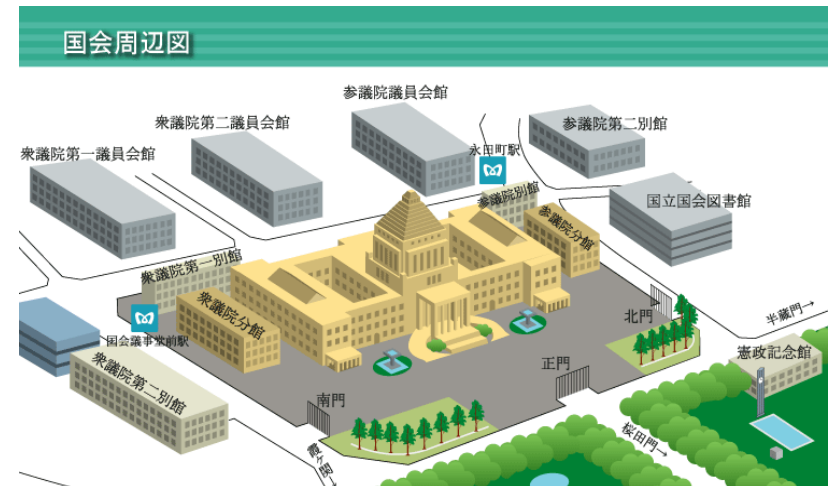 国会周辺図
参議院議員会館
衆議院第二議員会館
参議院第二別館
衆議院第一議員会館
永田町駅
参議院別館
国立国会図書館
参議院分館
衆議院第一別館
衆議院分館
国会議事堂前駅
北門
半蔵門→
衆議院第二別館
正門
憲政記念館
南門
桜田門→
霞ヶ関→